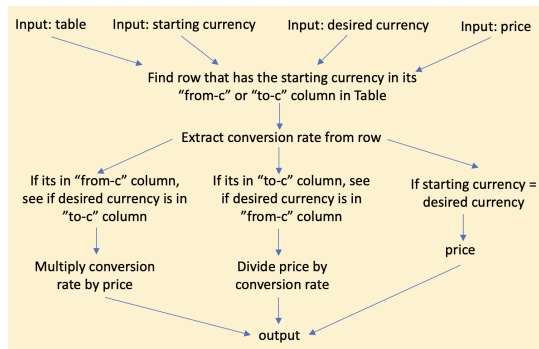 Input: table
Input: starting currency
Input: desired currency
Input: price
Find row that has the starting currency in its
“from-c” or “to-c” column in Table
Extract conversion rate from row
If its in “from-c” column,
see if desired currency is in
”to-c” column
If its in “to-c” column, see
if desired currency is in
”from-c” column
If starting currency =
desired currency
Multiply conversion
rate by price
Divide price by
conversion rate
price
output